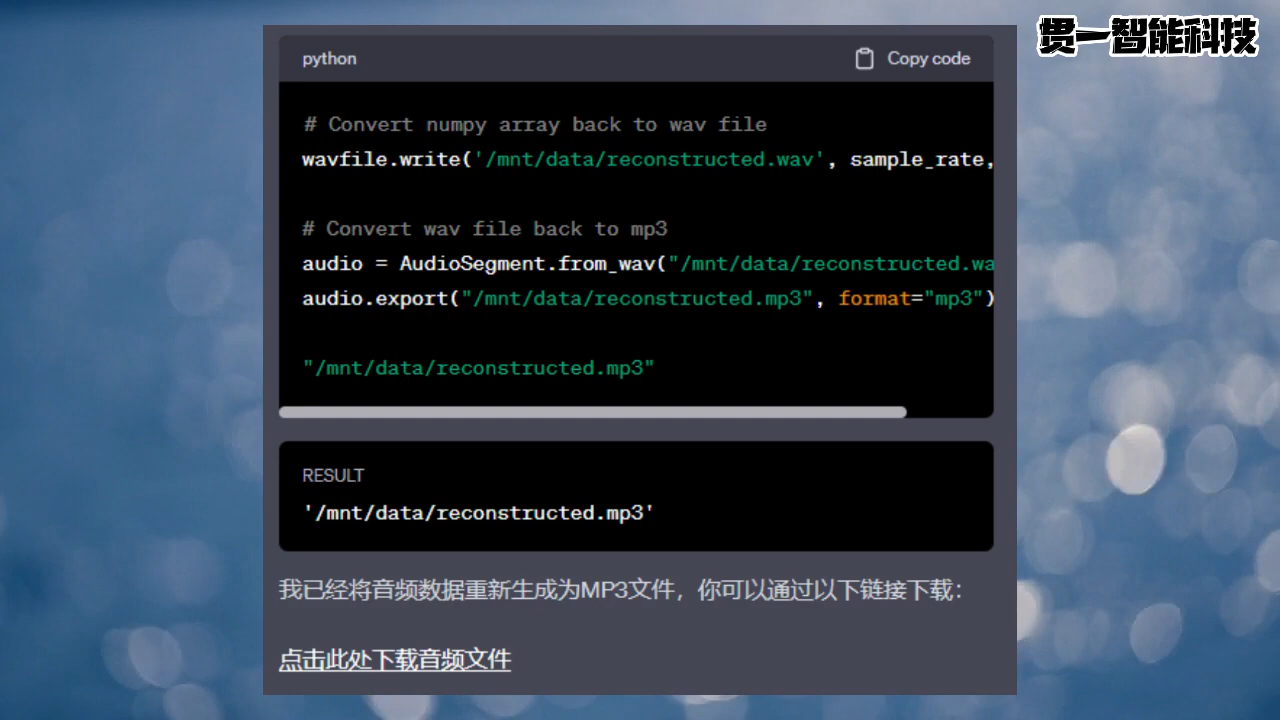 贯一智能科技
python
Copy code
# Convert numpy array back to wav file
wavfile.write('/mnt/data/reconstructed.wav', sample_rate,
# Convert wav file back to mp3
audio = AudioSegment.from_wav("/mnt/data/reconstructed.wa
audio.export("/mnt/data/reconstructed.mp3", format="mp3")
"/mnt/data/reconstructed.mp3"
RESULT
'/mnt/data/reconstructed.mp3'
我已经将音频数据重新生成为MP3文件，你可以通过以下链接下载：
点击此处下载音频文件